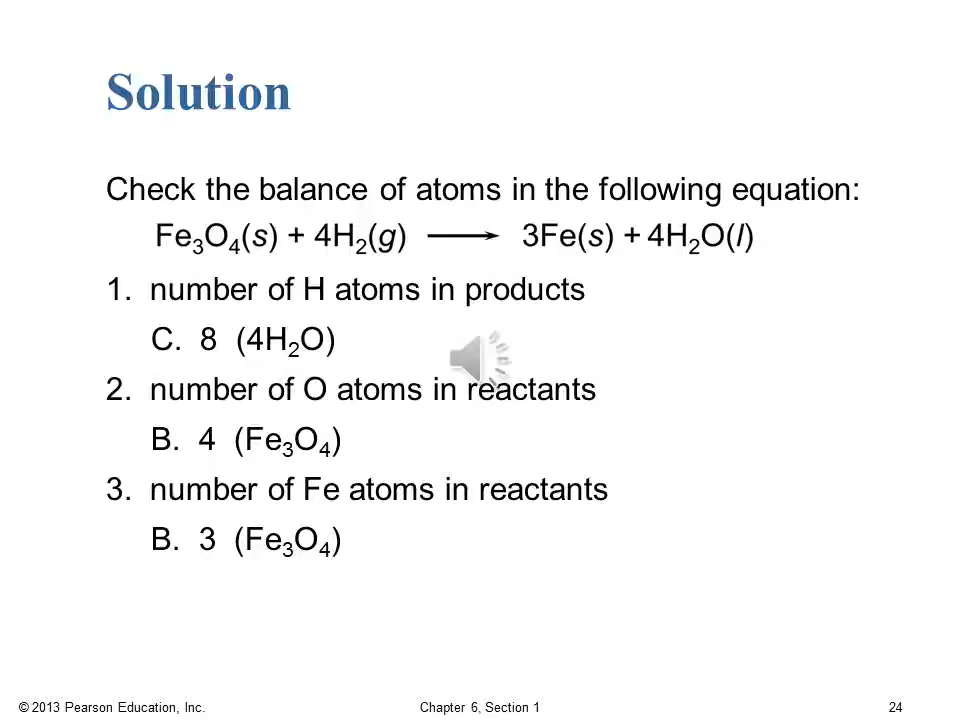 Solution
Check the balance of atoms in the following equation:
Fe₃O₄(s) + 4H₂(g) ⟶ 3Fe(s) + 4H₂O(l)
1. number of H atoms in products
C. 8 (4H₂O)
2. number of O atoms in reactants
B. 4 (Fe₃O₄)
3. number of Fe atoms in reactants
B. 3 (Fe₃O₄)
© 2013 Pearson Education, Inc. Chapter 6, Section 1 24